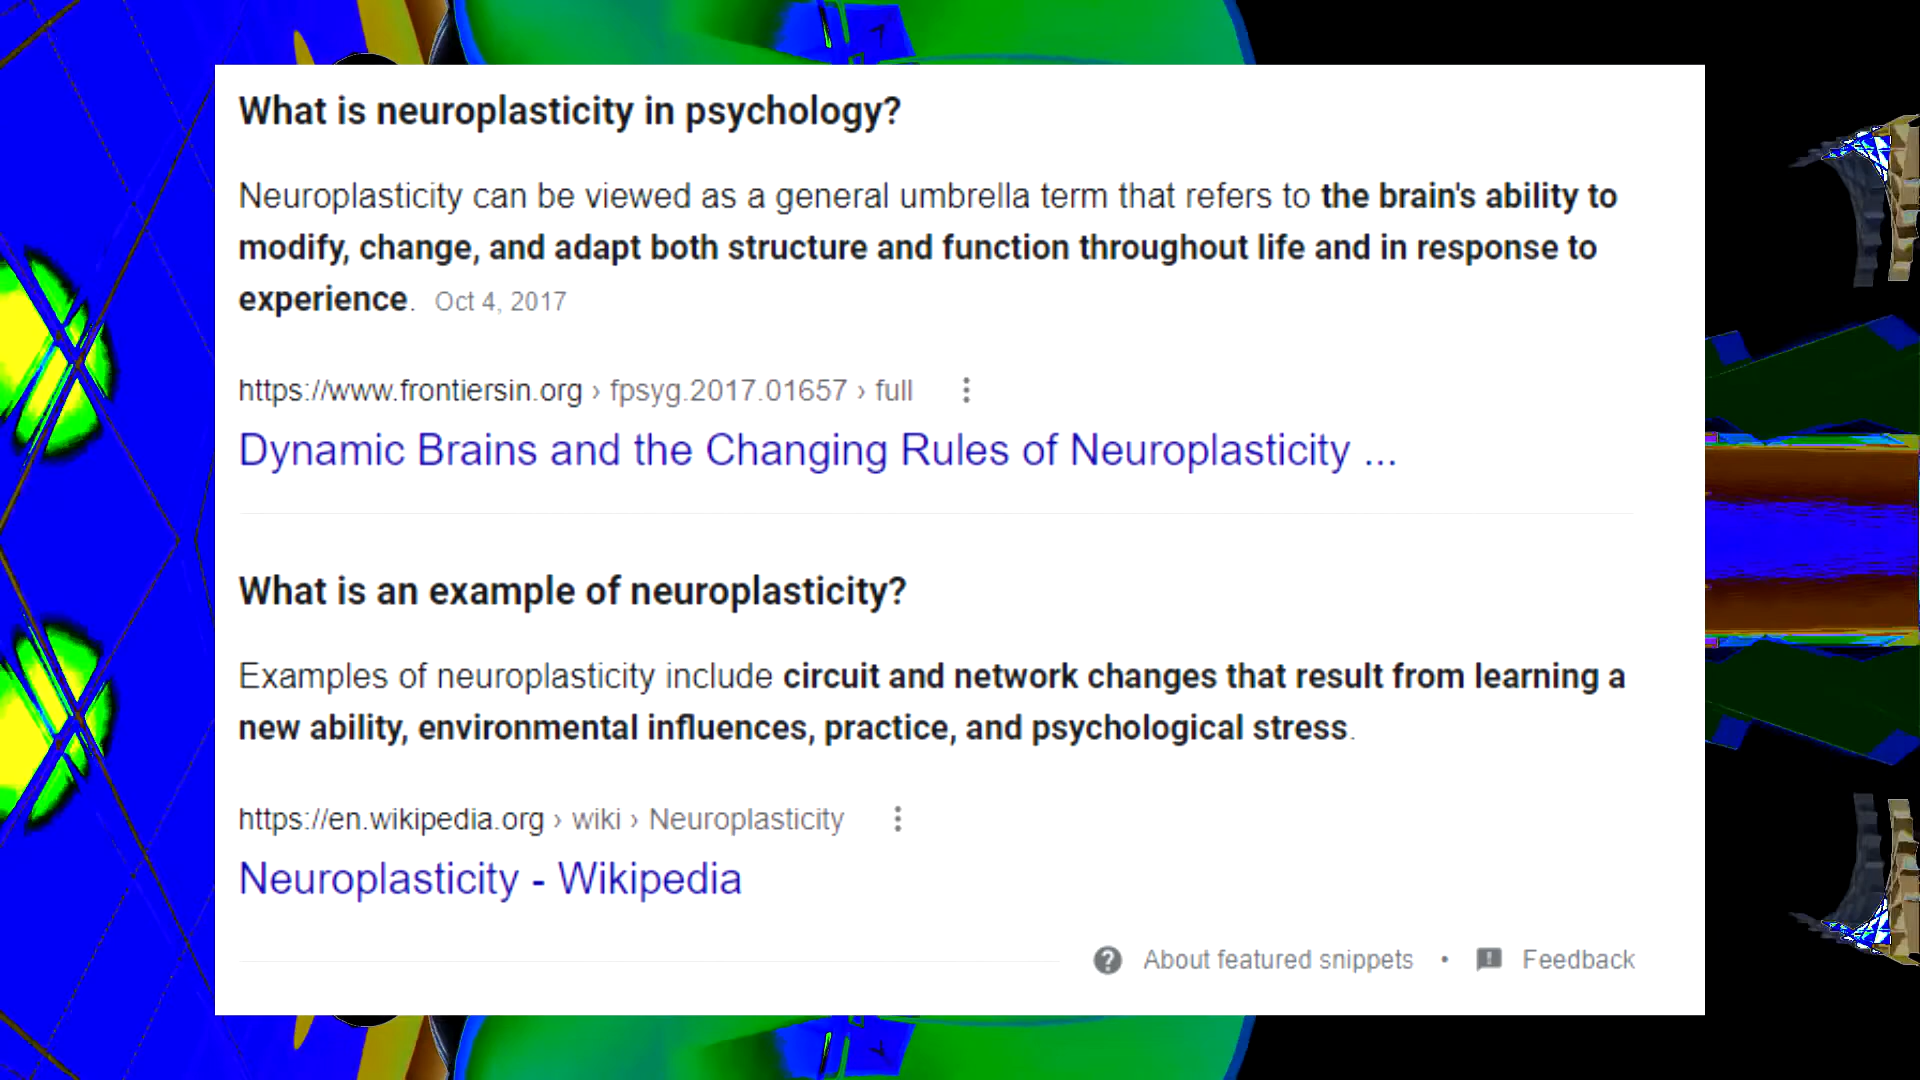 What is neuroplasticity in psychology?
Neuroplasticity can be viewed as a general umbrella term that refers to the brain's ability to
modify, change, and adapt both structure and function throughout life and in response to
experience. Oct 4, 2017
https://www.frontiersin.org › fpsyg.2017.01657 › full
Dynamic Brains and the Changing Rules of Neuroplasticity ...
What is an example of neuroplasticity?
Examples of neuroplasticity include circuit and network changes that result from learning a
new ability, environmental influences, practice, and psychological stress.
https://en.wikipedia.org › wiki › Neuroplasticity
Neuroplasticity - Wikipedia
About featured snippets • Feedback